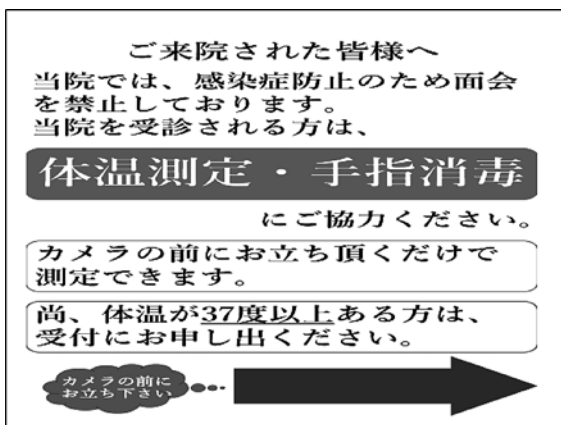 ご来院された皆様へ
当院では、感染症防止のため面会
を禁止しております。
当院を受診される方は、
体温測定・手指消毒
にご協力ください。
カメラの前にお立ち頂くだけで
測定できます。
尚、体温が37度以上ある方は、
受付にお申し出ください。
カメラの前に
お立ち下さい